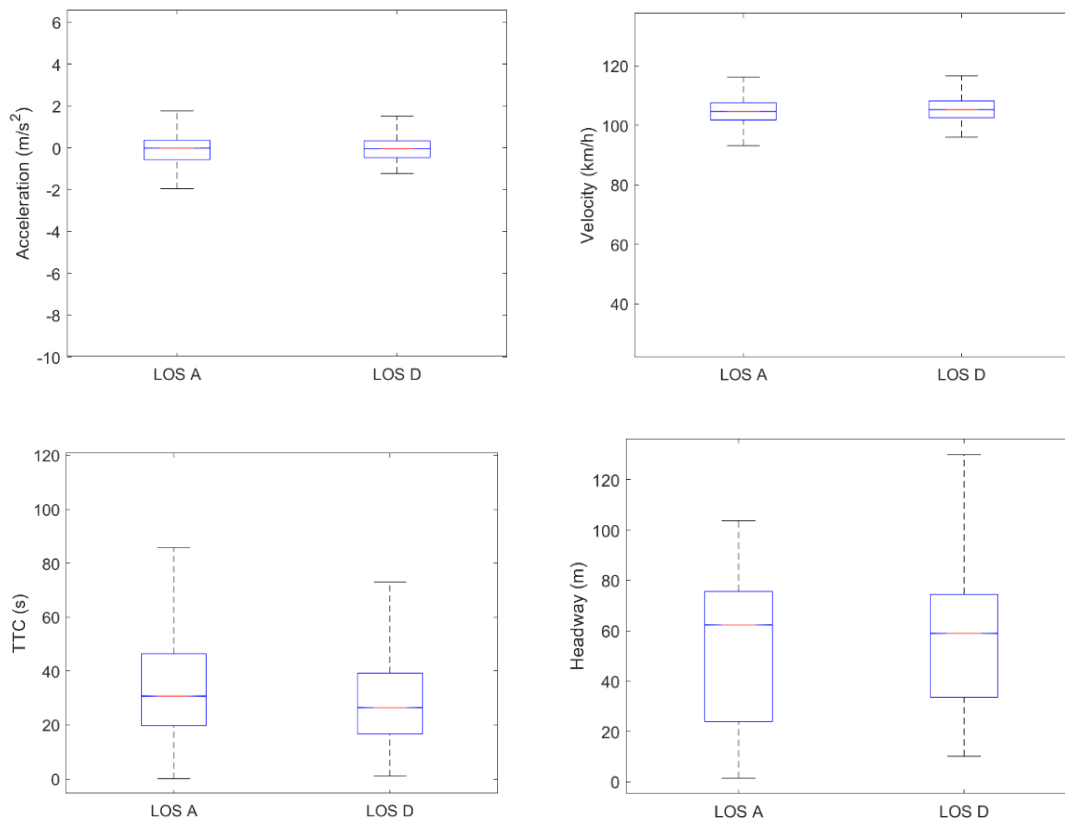 6
4
2
0
-2
-4
-6
-8
-10
Acceleration (m/s²)
LOS A
LOS D
120
100
80
60
40
Velocity (km/h)
LOS A
LOS D
120
100
80
60
40
20
0
TTC (s)
LOS A
LOS D
120
100
80
60
40
20
0
Headway (m)
LOS A
LOS D